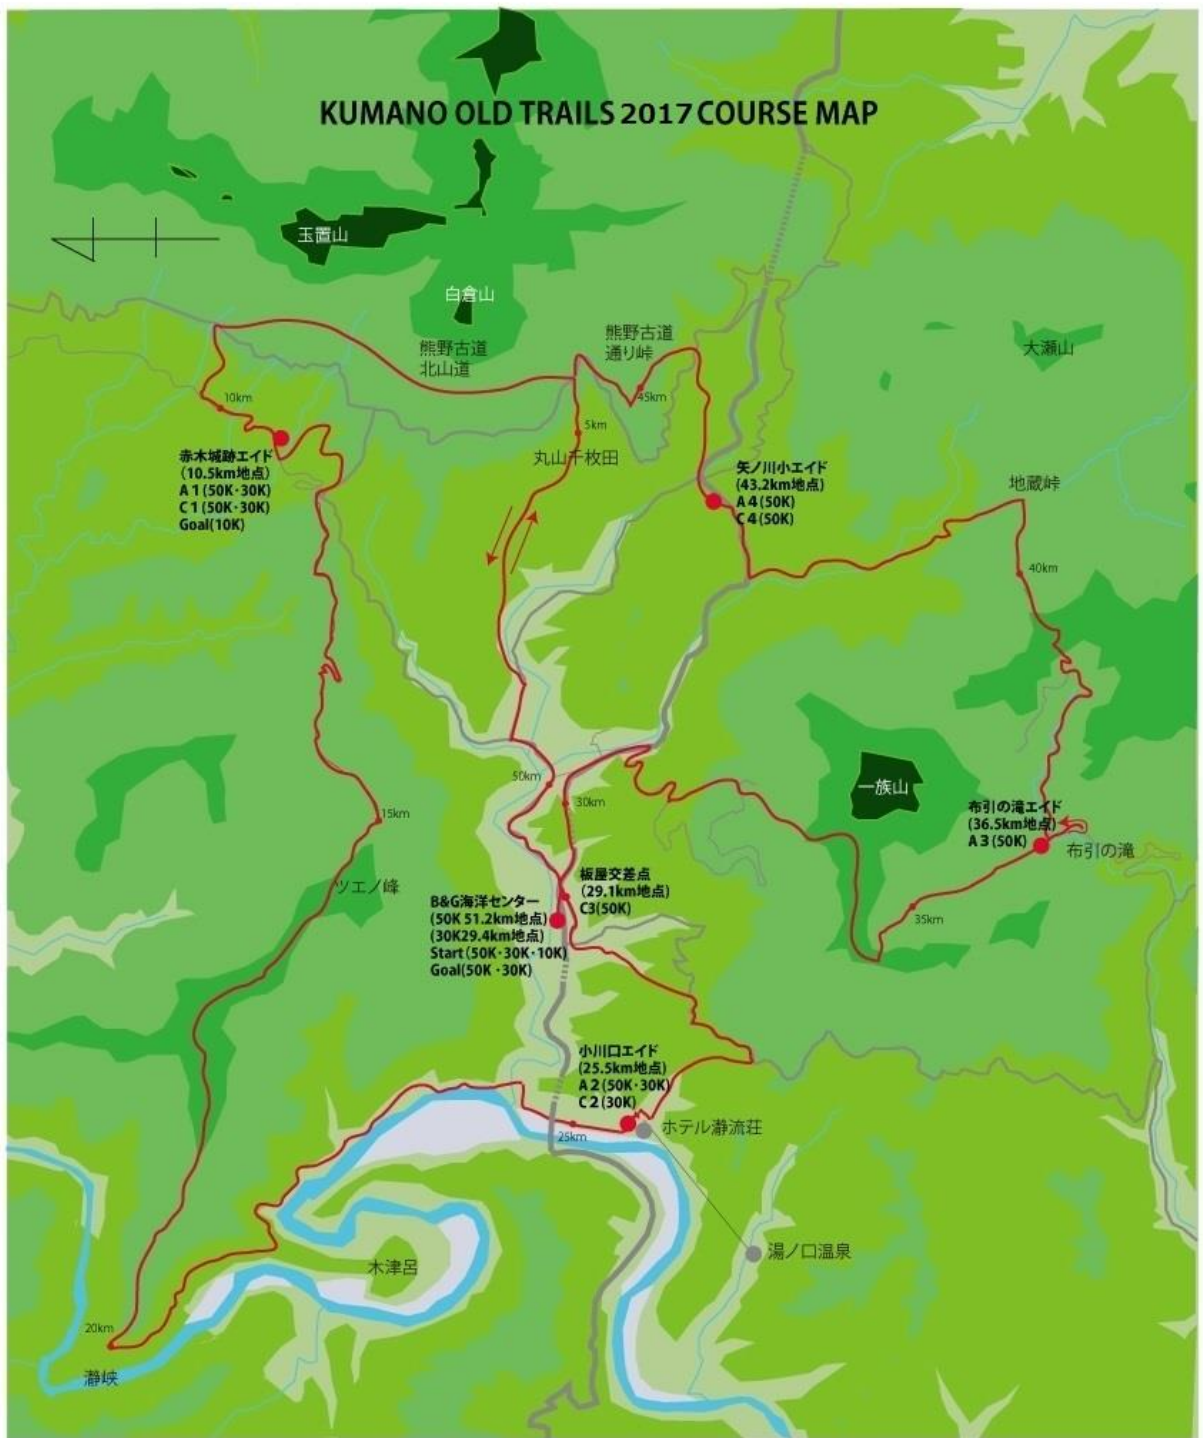 KUMANO OLD TRAILS 2017 COURSE MAP
玉置山
白倉山
熊野古道
北山道
熊野古道
通り峠
大瀬山
10km
45km
5km
赤木城跡エイド
(10.5km地点)
A1(50K・30K)
C1(50K・30K)
Goal(10K)
丸山千枚田
矢ノ川小エイド
(43.2km地点)
A4(50K)
C4(50K)
地蔵峠
40km
50km
30km
一族山
15km
布引の滝エイド
(36.5km地点)
A3(50K)
布引の滝
ツエノ峰
板屋交差点
(29.1km地点)
C3(50K)
B&G海洋センター
(50K 51.2km地点)
(30K29.4km地点)
Start(50K・30K・10K)
Goal(50K・30K)
35km
小川口エイド
(25.5km地点)
A2(50K・30K)
C2(30K)
ホテル瀞流荘
25km
湯ノ口温泉
木津呂
20km
瀞峡